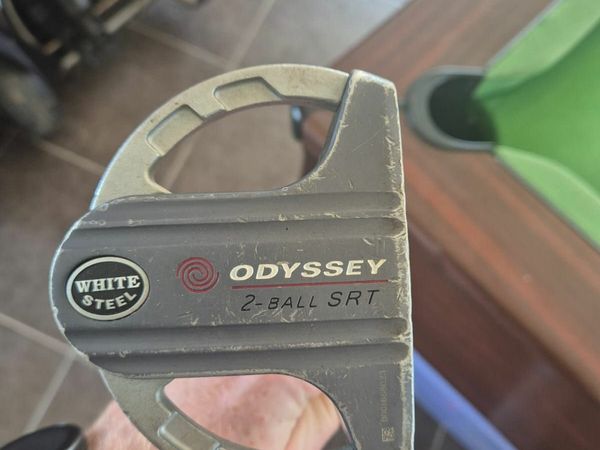 WHITE
STEEL
ODYSSEY
2-BALL SRT